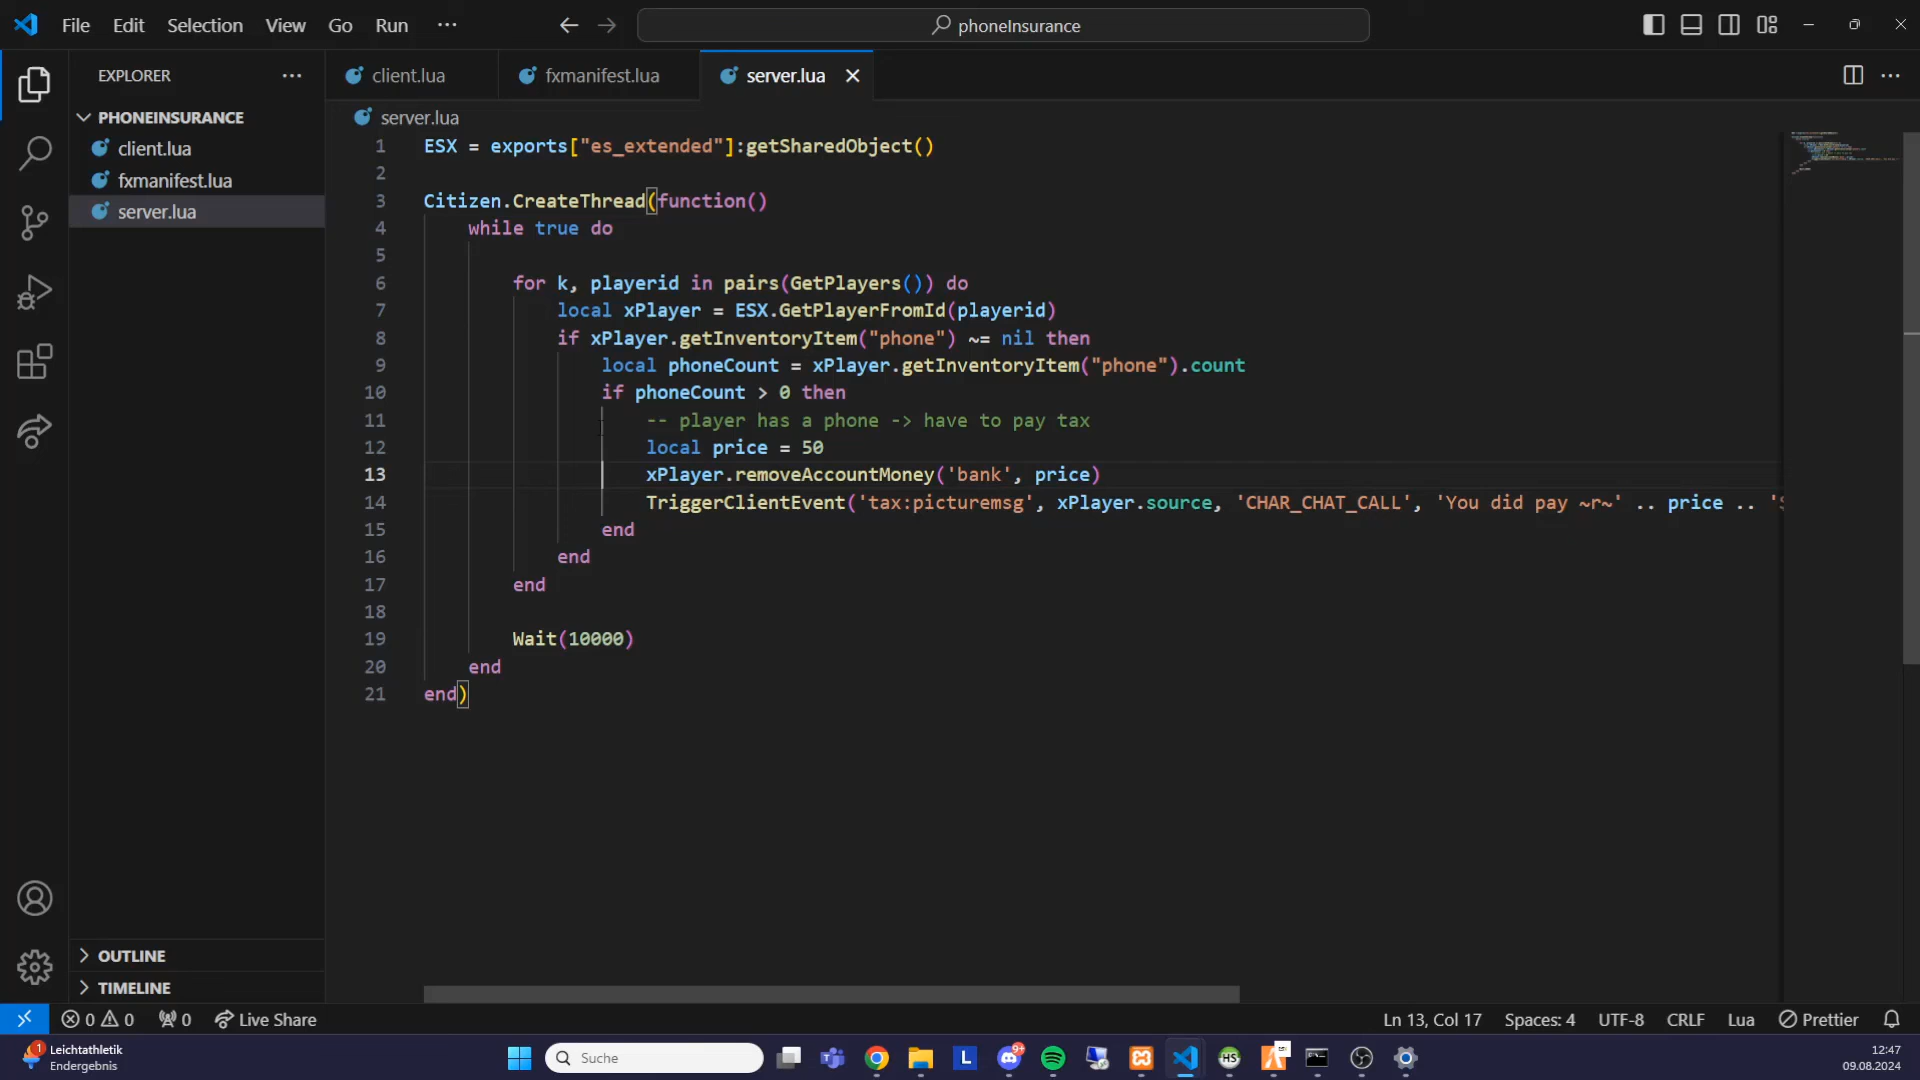 File Edit Selection View Go Run ···
phoneInsurance
EXPLORER
client.lua
fxmanifest.lua
server.lua
PHONEINSURANCE
client.lua
fxmanifest.lua
server.lua
server.lua
1 ESX = exports["es_extended"]:getSharedObject()
2
3 Citizen.CreateThread(function()
4 while true do
5
6 for k, playerid in pairs(GetPlayers()) do
7 local xPlayer = ESX.GetPlayerFromId(playerid)
8 if xPlayer.getInventoryItem("phone") ~= nil then
9 local phoneCount = xPlayer.getInventoryItem("phone").count
10 if phoneCount > 0 then
11 -- player has a phone -> have to pay tax
12 local price = 50
13 xPlayer.removeAccountMoney('bank', price)
14 TriggerClientEvent('tax:picturemsg', xPlayer.source, 'CHAR_CHAT_CALL', 'You did pay ~r~' .. price .. '$
15 end
16 end
17 end
18
19 Wait(10000)
20 end
21 end)
OUTLINE
TIMELINE
0 0 0 Live Share
Ln 13, Col 17 Spaces: 4 UTF-8 CRLF Lua Prettier
1 Leichtathletik
Endergebnis
Suche
L
9+
HS
12:47
09.08.2024